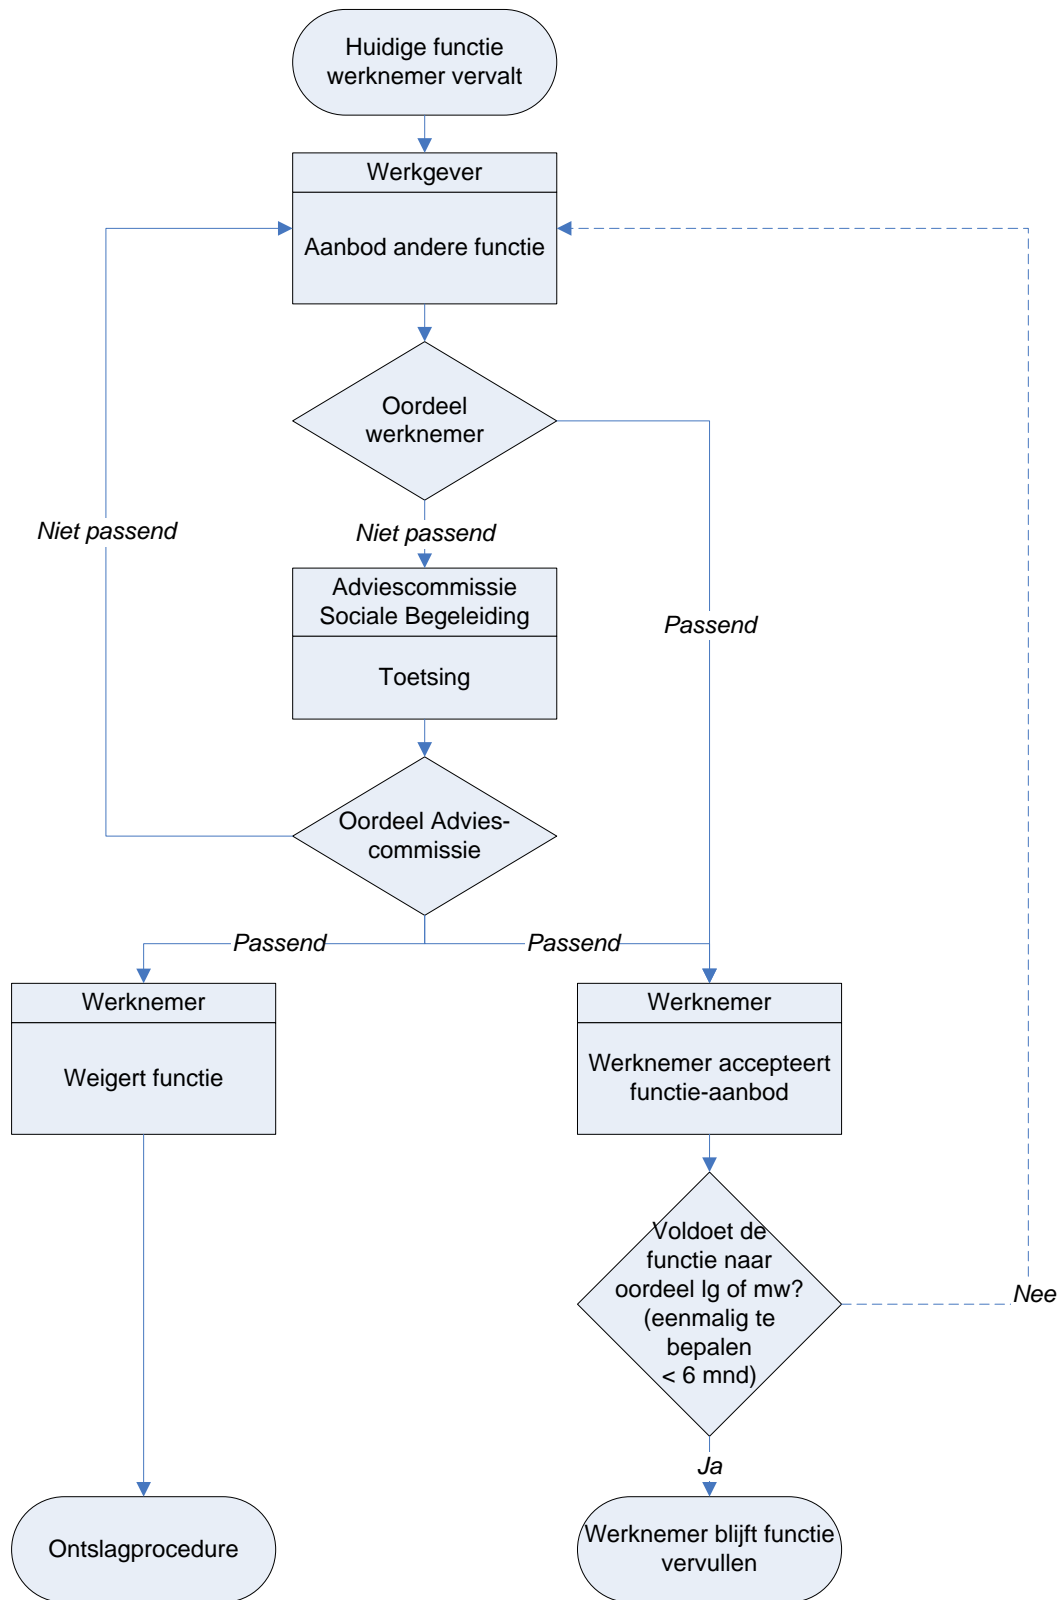 Huidige functie
werknemer vervalt
Werkgever
Aanbod andere functie
Oordeel
werknemer
Niet passend
Niet passend
Adviescommissie
Sociale Begeleiding
Passend
Toetsing
Oordeel Advies-
commissie
Passend
Passend
Werknemer
Weigert functie
Werknemer
Werknemer accepteert
functie-aanbod
Voldoet de
functie naar
oordeel lg of mw?
(eenmalig te
bepalen
< 6 mnd)
Nee
Ja
Ontslagprocedure
Werknemer blijft functie
vervullen